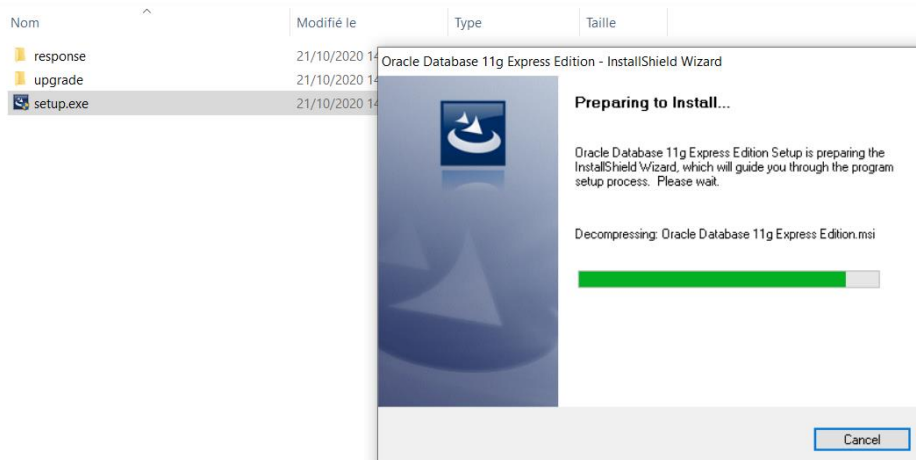 Nom Modifié le Type Taille
response 21/10/2020 14
upgrade 21/10/2020 14
setup.exe 21/10/2020 14
Oracle Database 11g Express Edition - InstallShield Wizard
Preparing to Install...
Oracle Database 11g Express Edition Setup is preparing the
InstallShield Wizard, which will guide you through the program
setup process. Please wait.
Decompressing: Oracle Database 11g Express Edition.msi
Cancel